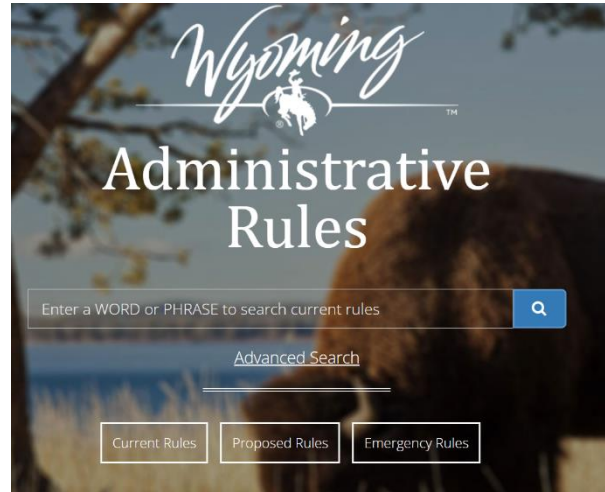 Wyoming
® ™
Administrative
Rules
Enter a WORD or PHRASE to search current rules
Advanced Search
Current Rules Proposed Rules Emergency Rules